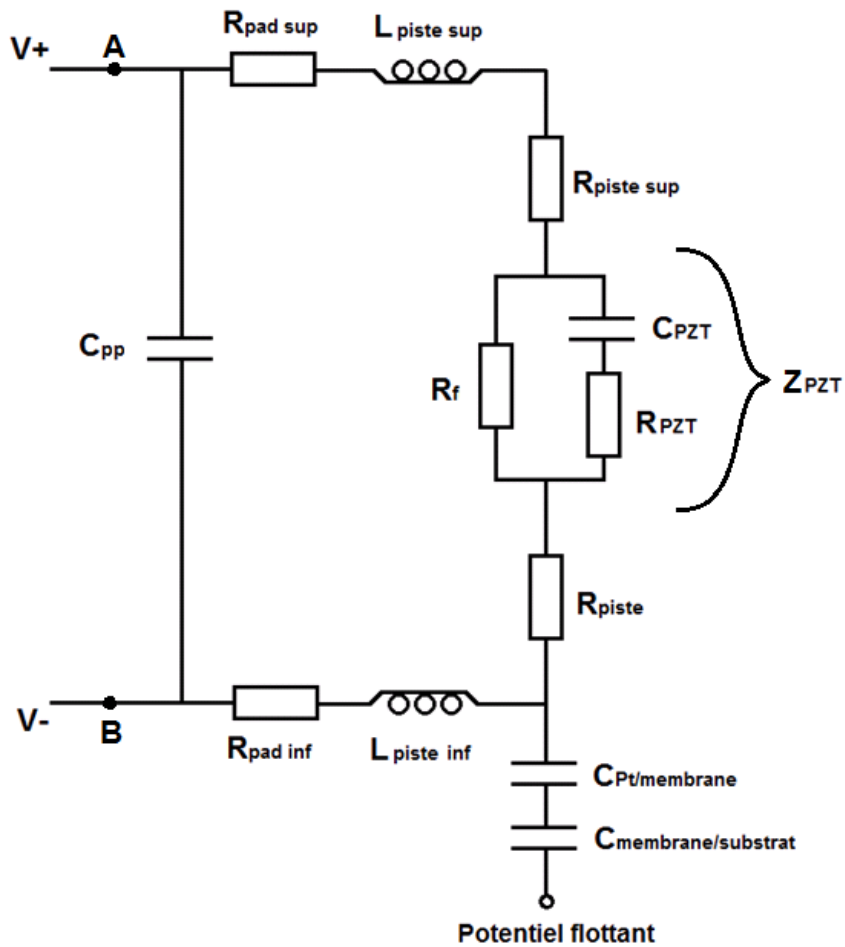 V+
A
Rpad sup
L piste sup
Rpiste sup
Cpp
Rf
CPZT
RPZT
ZPZT
Rpiste
V-
B
Rpad inf
L piste inf
CPt/membrane
Cmembrane/substrat
Potentiel flottant